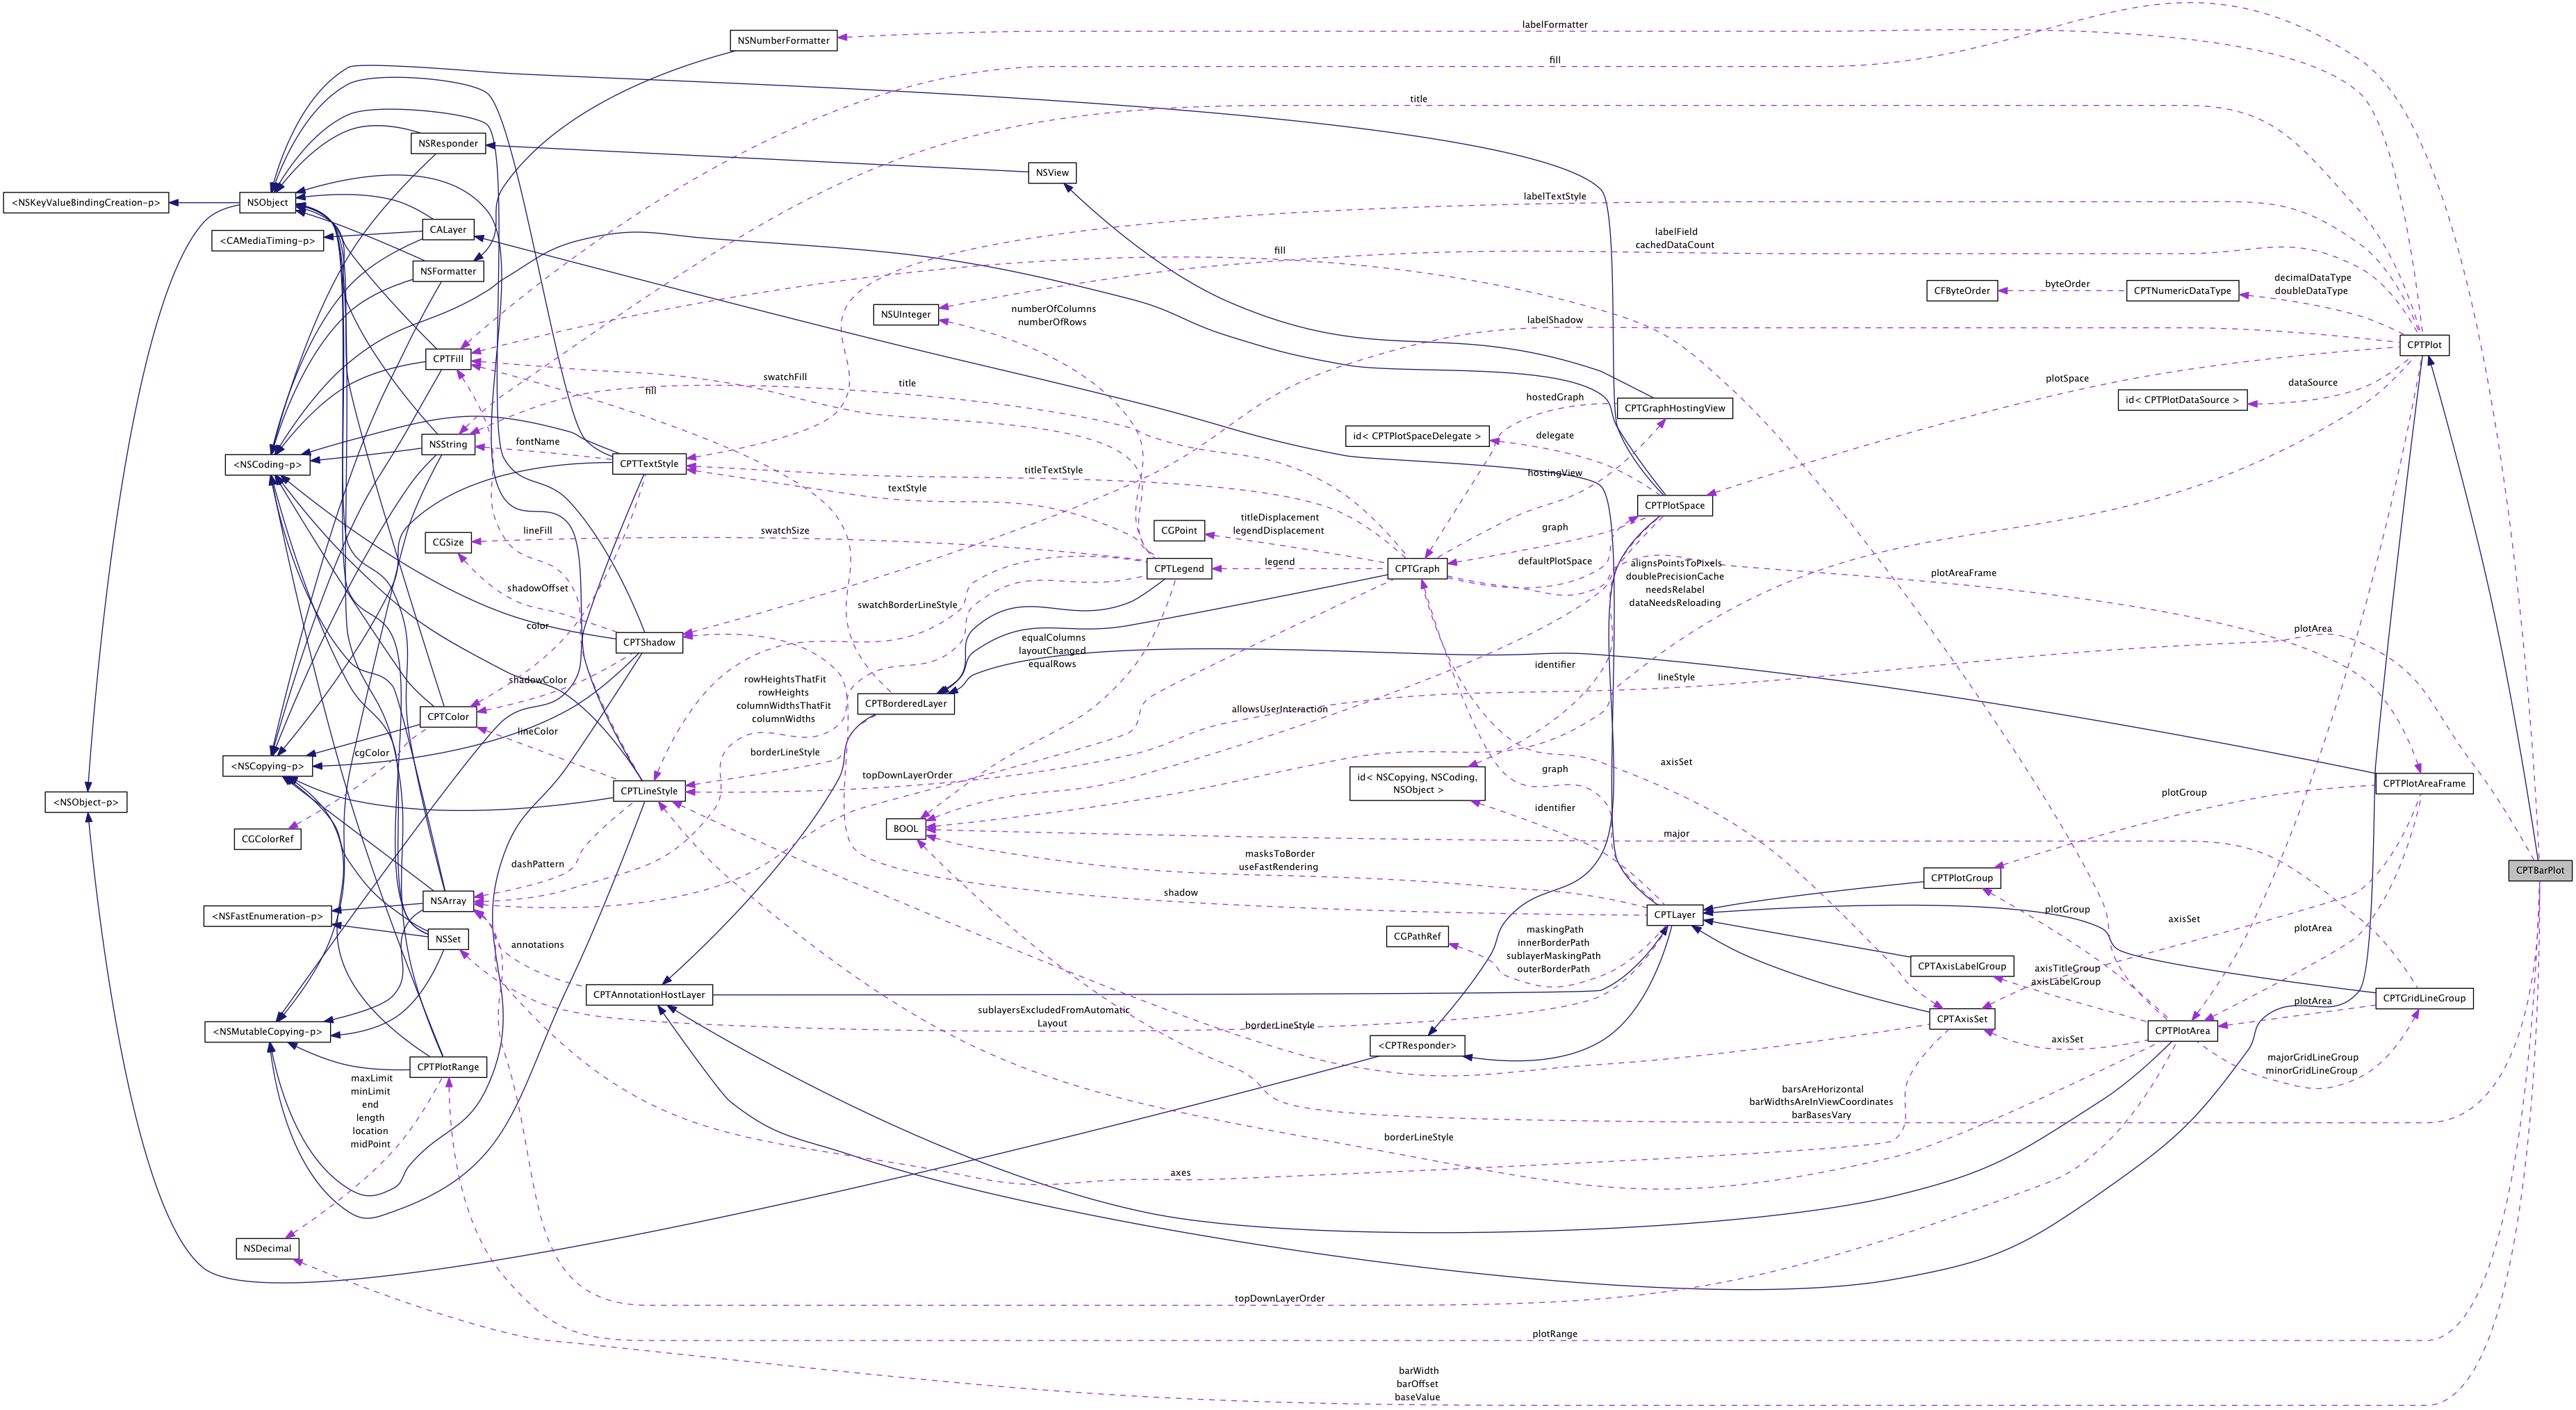 labelFormatter
NSNumberFormatter
fill
title
NSResponder
NSView
<NSKeyValueBindingCreation-p>
NSObject
labelTextStyle
CALayer
<CAMediaTiming-p>
labelField
cachedDataCount
fill
NSFormatter
decimalDataType
doubleDataType
byteOrder
CFByteOrder
CPTNumericDataType
NSUInteger
numberOfColumns
numberOfRows
labelShadow
CPTPlot
CPTFill
swatchFill
title
plotSpace
dataSource
fill
hostedGraph
CPTGraphHostingView
id< CPTPlotDataSource >
id< CPTPlotSpaceDelegate >
delegate
NSString
fontName
<NSCoding-p>
CPTTextStyle
titleTextStyle
hostingView
textStyle
CPTPlotSpace
lineFill
swatchSize
CGSize
CGPoint
titleDisplacement
legendDisplacement
graph
CPTLegend
legend
CPTGraph
defaultPlotSpace
alignsPointsToPixels
doublePrecisionCache
needsRelabel
dataNeedsReloading
plotAreaFrame
shadowOffset
swatchBorderLineStyle
color
CPTShadow
equalColumns
layoutChanged
equalRows
plotArea
identifier
lineStyle
shadowColor
rowHeightsThatFit
rowHeights
columnWidthsThatFit
columnWidths
CPTBorderedLayer
allowsUserInteraction
CPTColor
lineColor
cgColor
borderLineStyle
<NSCopying-p>
topDownLayerOrder
axisSet
graph
id< NSCopying, NSCoding,
NSObject >
CPTPlotAreaFrame
plotGroup
CPTLineStyle
<NSObject-p>
identifier
BOOL
major
CGColorRef
dashPattern
masksToBorder
useFastRendering
CPTBarPlot
CPTPlotGroup
shadow
NSArray
<NSFastEnumeration-p>
CPTLayer
plotGroup
axisSet
plotArea
annotations
NSSet
CGPathRef
maskingPath
innerBorderPath
sublayerMaskingPath
outerBorderPath
CPTAxisLabelGroup
axisTitleGroup
axisLabelGroup
CPTAnnotationHostLayer
plotArea
CPTGridLineGroup
sublayersExcludedFromAutomatic
Layout
borderLineStyle
CPTAxisSet
<NSMutableCopying-p>
CPTPlotArea
axisSet
<CPTResponder>
majorGridLineGroup
minorGridLineGroup
CPTPlotRange
maxLimit
minLimit
end
length
location
midPoint
barsAreHorizontal
barWidthsAreInViewCoordinates
barBasesVary
borderLineStyle
axes
NSDecimal
topDownLayerOrder
plotRange
barWidth
barOffset
baseValue